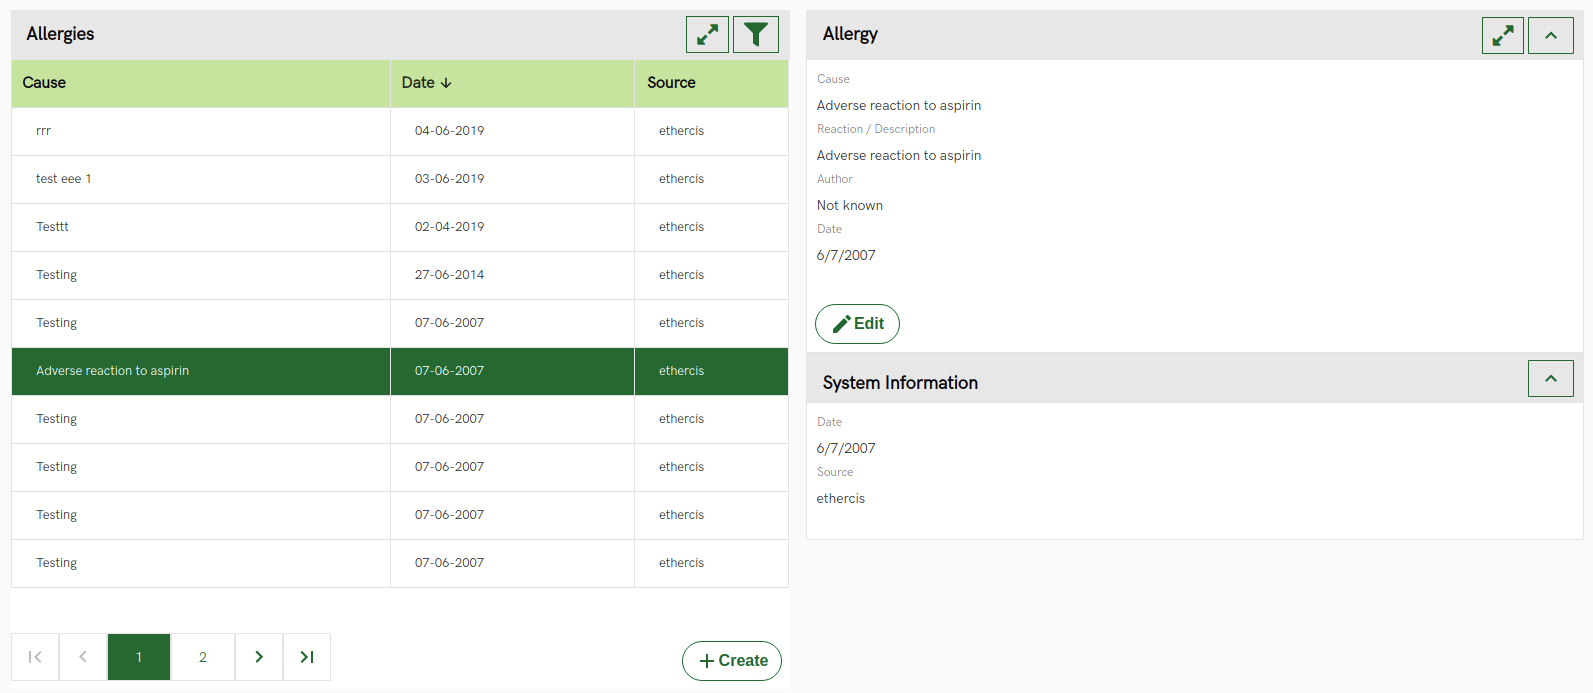 Allergies
Cause Date Source
rrr 04-06-2019 ethercis
test eee 1 03-06-2019 ethercis
Testtt 02-04-2019 ethercis
Testing 27-06-2014 ethercis
Testing 07-06-2007 ethercis
Adverse reaction to aspirin 07-06-2007 ethercis
Testing 07-06-2007 ethercis
Testing 07-06-2007 ethercis
Testing 07-06-2007 ethercis
Testing 07-06-2007 ethercis
1 2
Create
Allergy
Cause
Adverse reaction to aspirin
Reaction / Description
Adverse reaction to aspirin
Author
Not known
Date
6/7/2007
Edit
System Information
Date
6/7/2007
Source
ethercis